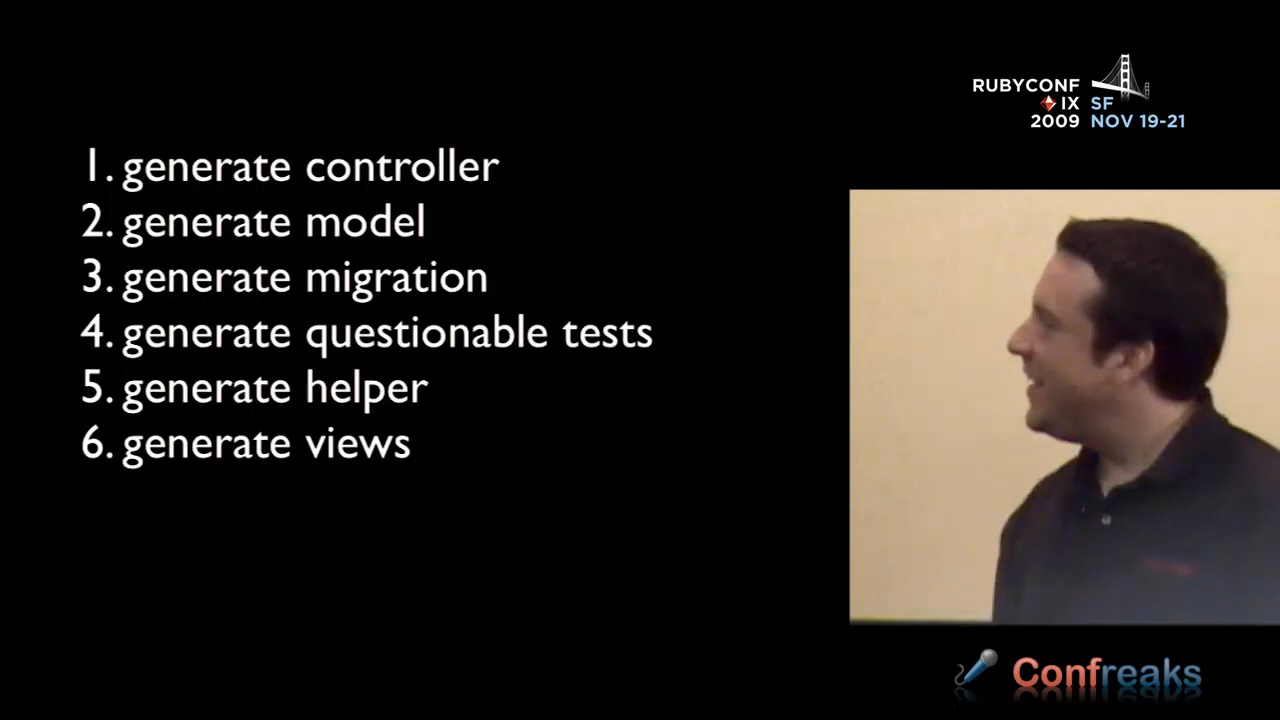 RUBYCONF
IX SF
2009 NOV 19-21
1. generate controller
2. generate model
3. generate migration
4. generate questionable tests
5. generate helper
6. generate views
Confreaks